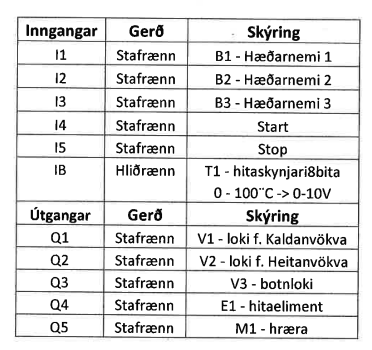 Inngangar Gerð Skýring
I1 Stafrænn B1 - Hæðarnemi 1
I2 Stafrænn B2 - Hæðarnemi 2
I3 Stafrænn B3 - Hæðarnemi 3
I4 Stafrænn Start
I5 Stafrænn Stop
IB Hliðrænn T1 - hitaskynjari8bita
0 - 100¨C -> 0-10V
Útgangar Gerð Skýring
Q1 Stafrænn V1 - loki f. Kaldanvökva
Q2 Stafrænn V2 - loki f. Heitanvökva
Q3 Stafrænn V3 - botnloki
Q4 Stafrænn E1 - hitaeliment
Q5 Stafrænn M1 - hræra